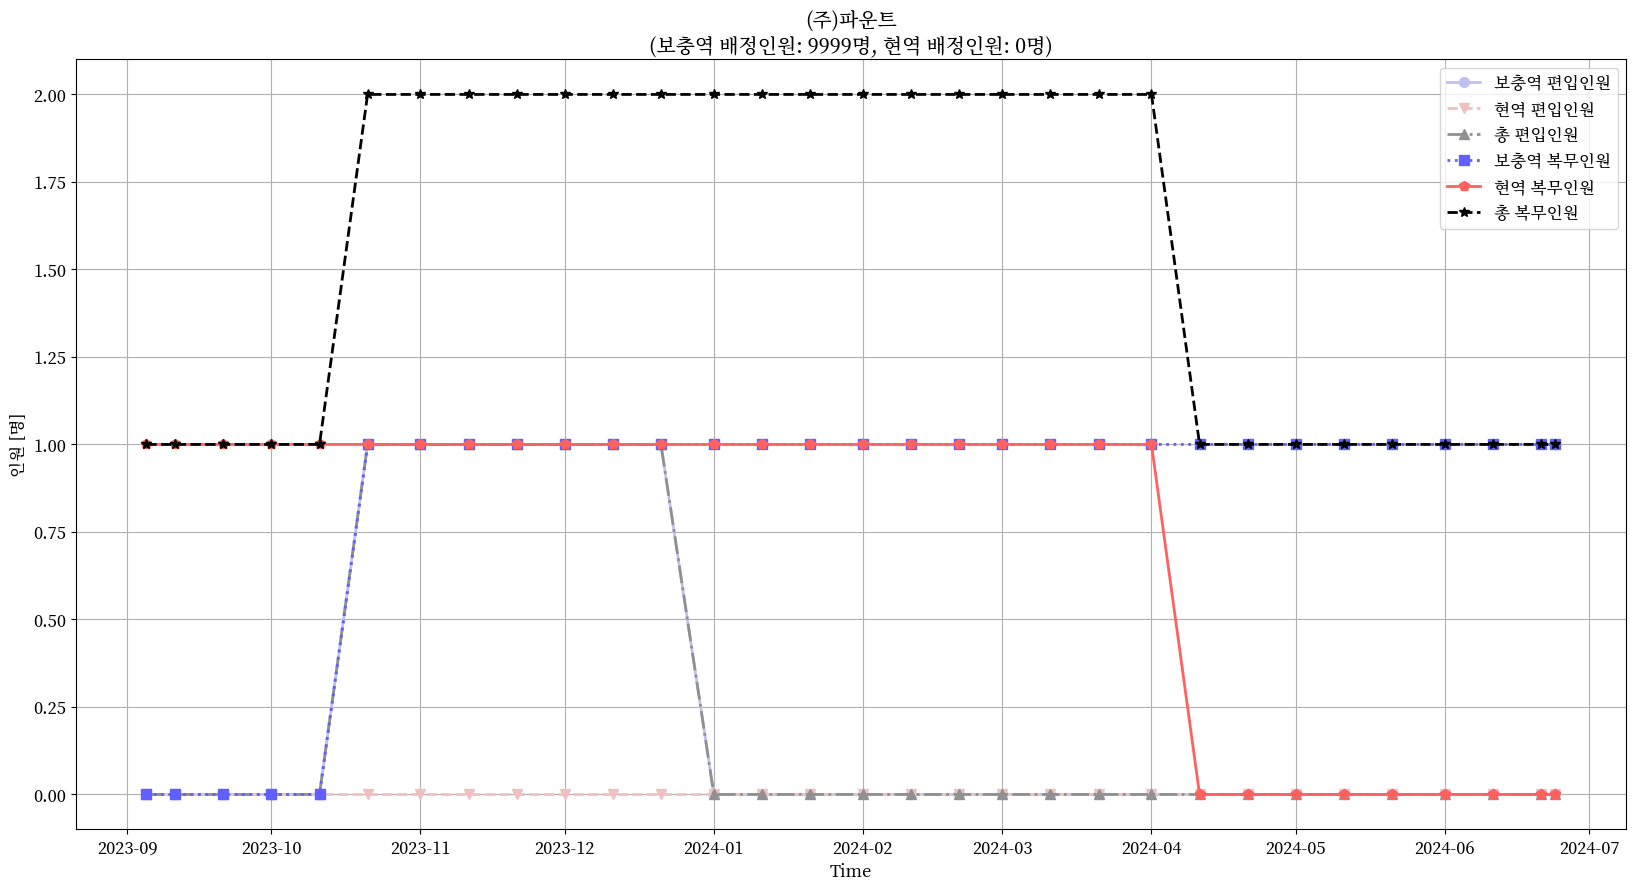 (주)파운트
(보충역 배정인원: 9999명, 현역 배정인원: 0명)
보충역 편입인원
현역 편입인원
총 편입인원
보충역 복무인원
현역 복무인원
총 복무인원
인원 [명]
2.00
1.75
1.50
1.25
1.00
0.75
0.50
0.25
0.00
2023-09 2023-10 2023-11 2023-12 2024-01 2024-02 2024-03 2024-04 2024-05 2024-06 2024-07
Time